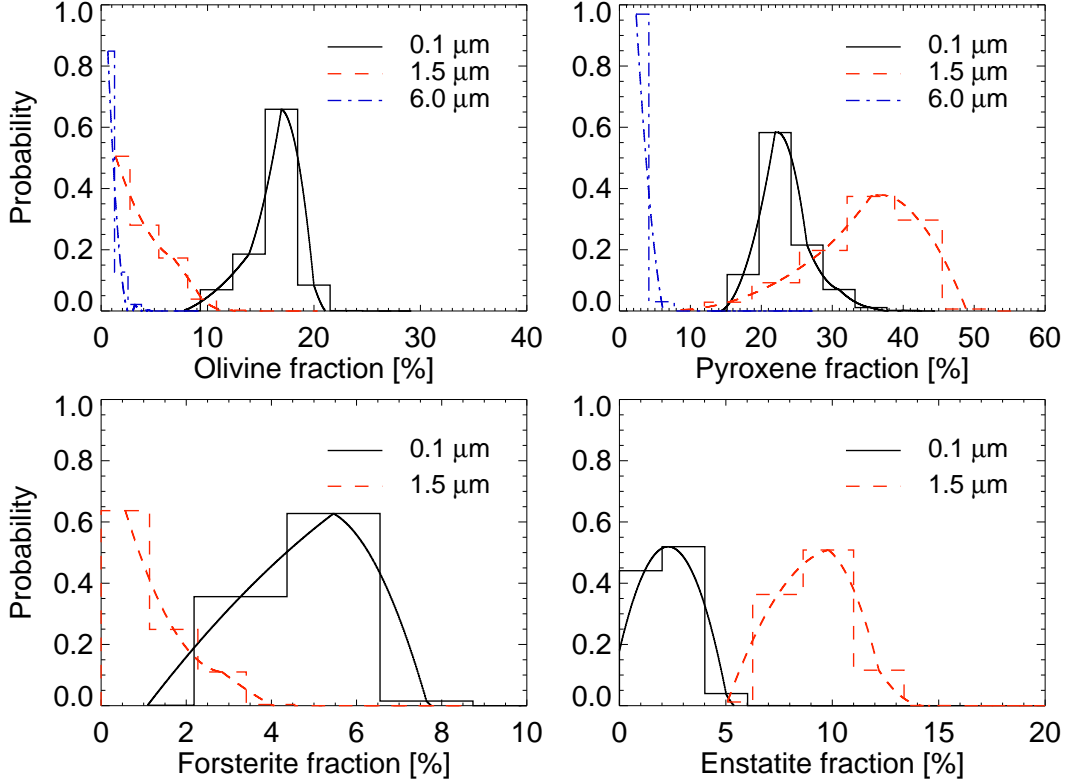 Probability
1.0
0.8
0.6
0.4
0.2
0.0
0.1 μm
1.5 μm
6.0 μm
0 10 20 30 40
Olivine fraction [%]
1.0
0.8
0.6
0.4
0.2
0.0
0.1 μm
1.5 μm
6.0 μm
0 10 20 30 40 50 60
Pyroxene fraction [%]
Probability
1.0
0.8
0.6
0.4
0.2
0.0
0.1 μm
1.5 μm
0 2 4 6 8 10
Forsterite fraction [%]
1.0
0.8
0.6
0.4
0.2
0.0
0.1 μm
1.5 μm
0 5 10 15 20
Enstatite fraction [%]